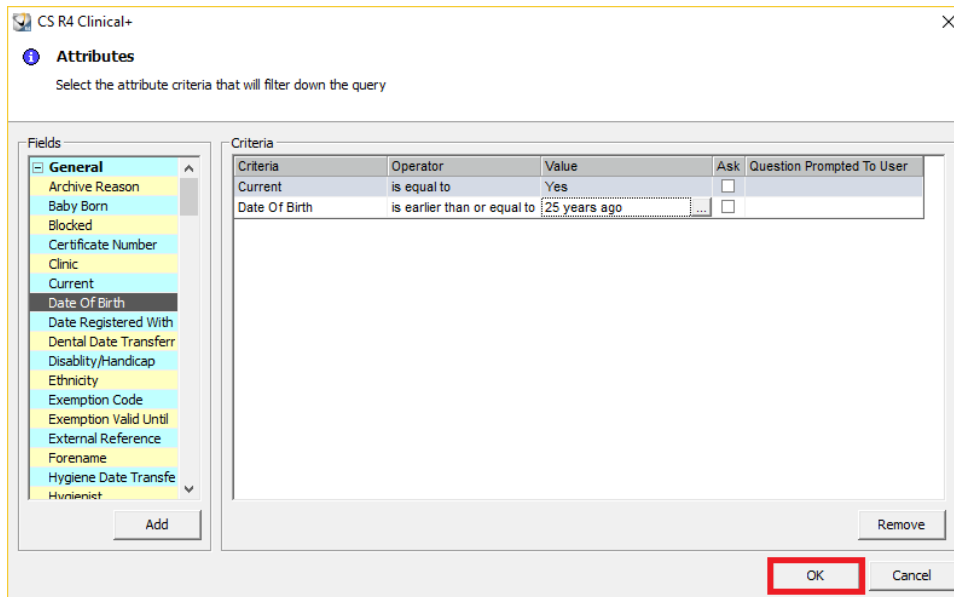 CS R4 Clinical+
Attributes
Select the attribute criteria that will filter down the query
Fields
General
Archive Reason
Baby Born
Blocked
Certificate Number
Clinic
Current
Date Of Birth
Date Registered With
Dental Date Transferr
Disablity/Handicap
Ethnicity
Exemption Code
Exemption Valid Until
External Reference
Forename
Hygiene Date Transfe
Hygienist
Add
Criteria
Criteria Operator Value Ask Question Prompted To User
Current is equal to Yes
Date Of Birth is earlier than or equal to 25 years ago ...
Remove
OK Cancel